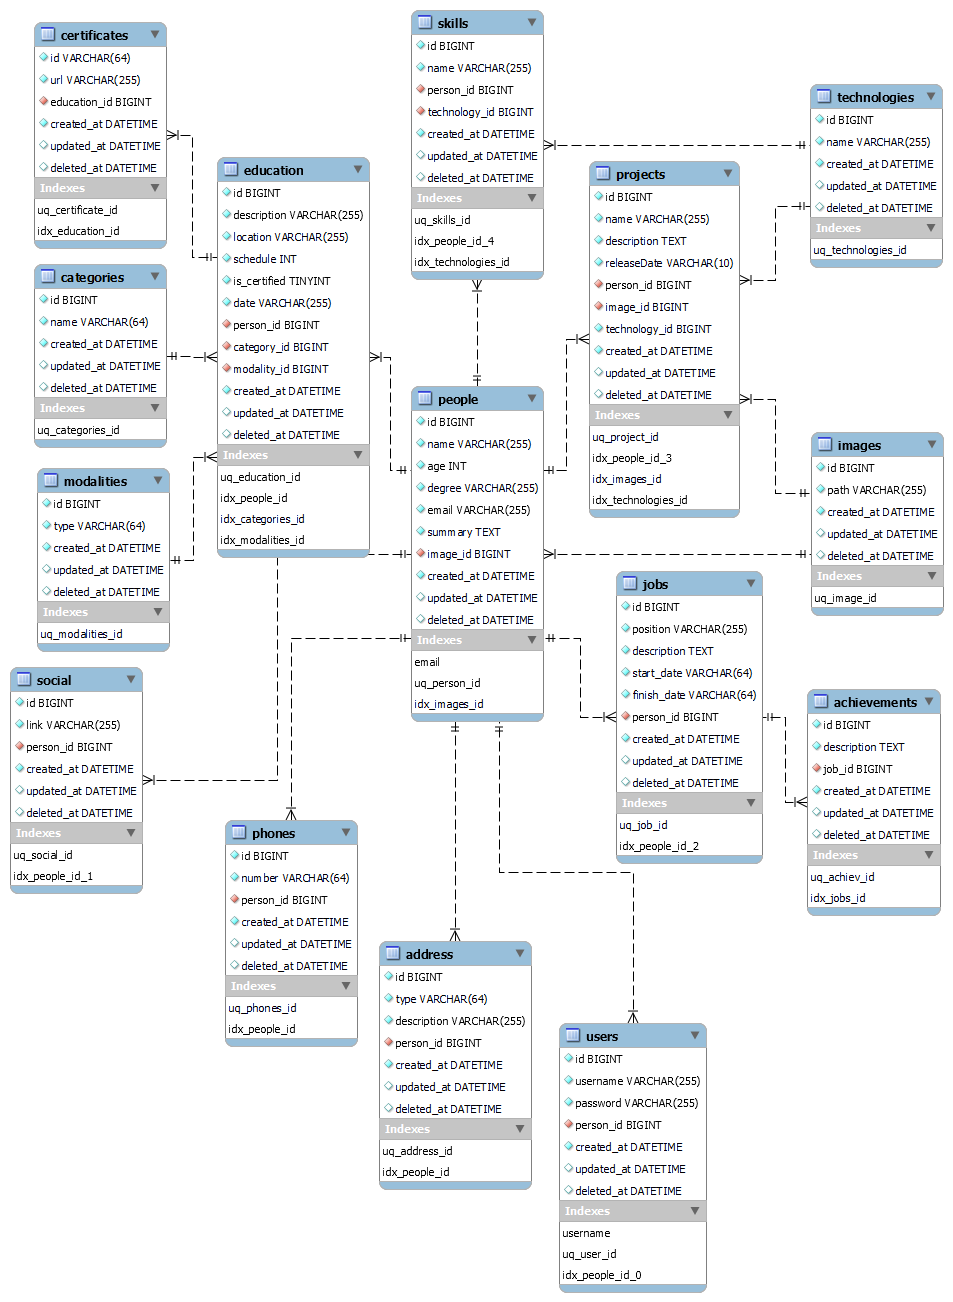 certificates
id VARCHAR(64)
url VARCHAR(255)
education_id BIGINT
created_at DATETIME
updated_at DATETIME
deleted_at DATETIME
Indexes
uq_certificate_id
idx_education_id
categories
id BIGINT
name VARCHAR(64)
created_at DATETIME
updated_at DATETIME
deleted_at DATETIME
Indexes
uq_categories_id
modalities
id BIGINT
type VARCHAR(64)
created_at DATETIME
updated_at DATETIME
deleted_at DATETIME
Indexes
uq_modalities_id
social
id BIGINT
link VARCHAR(255)
person_id BIGINT
created_at DATETIME
updated_at DATETIME
deleted_at DATETIME
Indexes
uq_social_id
idx_people_id_1
education
id BIGINT
description VARCHAR(255)
location VARCHAR(255)
schedule INT
is_certified TINYINT
date VARCHAR(255)
person_id BIGINT
category_id BIGINT
modality_id BIGINT
created_at DATETIME
updated_at DATETIME
deleted_at DATETIME
Indexes
uq_education_id
idx_people_id
idx_categories_id
idx_modalities_id
phones
id BIGINT
number VARCHAR(64)
person_id BIGINT
created_at DATETIME
updated_at DATETIME
deleted_at DATETIME
Indexes
uq_phones_id
idx_people_id
skills
id BIGINT
name VARCHAR(255)
person_id BIGINT
technology_id BIGINT
created_at DATETIME
updated_at DATETIME
deleted_at DATETIME
Indexes
uq_skills_id
idx_people_id_4
idx_technologies_id
people
id BIGINT
name VARCHAR(255)
age INT
degree VARCHAR(255)
email VARCHAR(255)
summary TEXT
image_id BIGINT
created_at DATETIME
updated_at DATETIME
deleted_at DATETIME
Indexes
email
uq_person_id
idx_images_id
address
id BIGINT
type VARCHAR(64)
description VARCHAR(255)
person_id BIGINT
created_at DATETIME
updated_at DATETIME
deleted_at DATETIME
Indexes
uq_address_id
idx_people_id
projects
id BIGINT
name VARCHAR(255)
description TEXT
releaseDate VARCHAR(10)
person_id BIGINT
image_id BIGINT
technology_id BIGINT
created_at DATETIME
updated_at DATETIME
deleted_at DATETIME
Indexes
uq_project_id
idx_people_id_3
idx_images_id
idx_technologies_id
jobs
id BIGINT
position VARCHAR(255)
description TEXT
start_date VARCHAR(64)
finish_date VARCHAR(64)
person_id BIGINT
created_at DATETIME
updated_at DATETIME
deleted_at DATETIME
Indexes
uq_job_id
idx_people_id_2
users
id BIGINT
username VARCHAR(255)
password VARCHAR(255)
person_id BIGINT
created_at DATETIME
updated_at DATETIME
deleted_at DATETIME
Indexes
username
uq_user_id
idx_people_id_0
technologies
id BIGINT
name VARCHAR(255)
created_at DATETIME
updated_at DATETIME
deleted_at DATETIME
Indexes
uq_technologies_id
images
id BIGINT
path VARCHAR(255)
created_at DATETIME
updated_at DATETIME
deleted_at DATETIME
Indexes
uq_image_id
achievements
id BIGINT
description TEXT
job_id BIGINT
created_at DATETIME
updated_at DATETIME
deleted_at DATETIME
Indexes
uq_achiev_id
idx_jobs_id